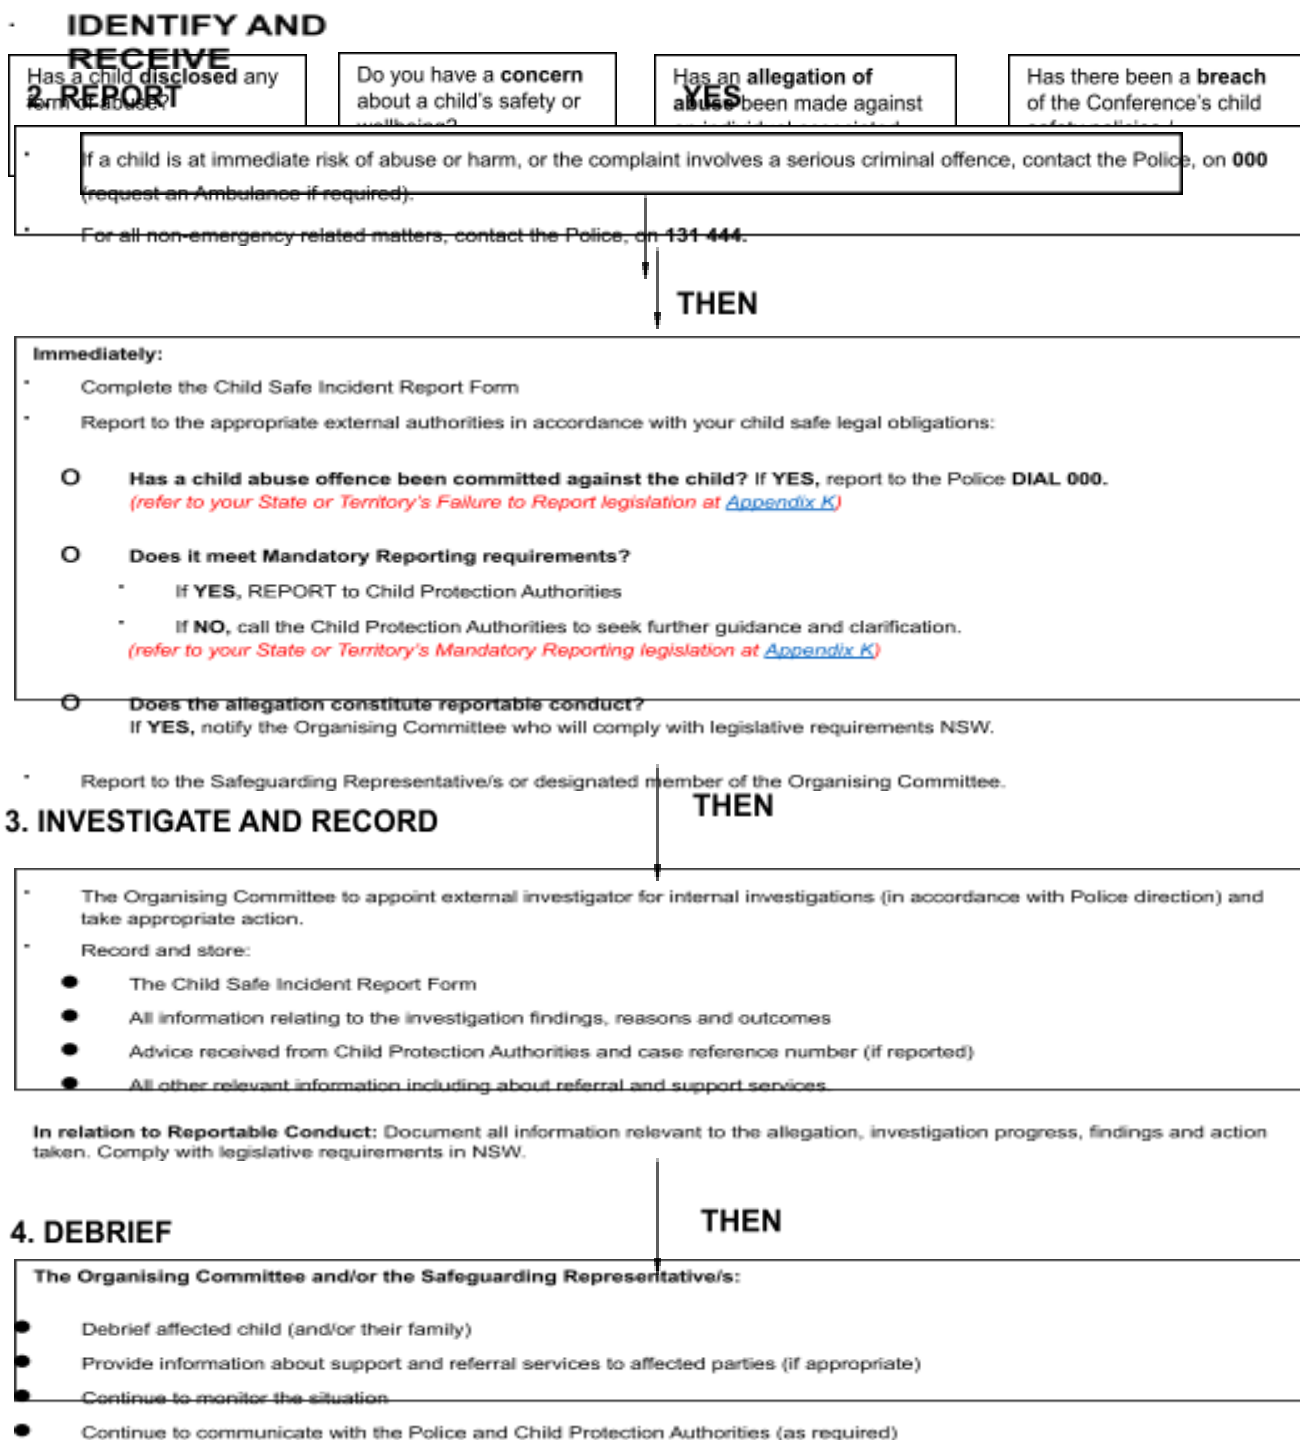 IDENTIFY AND
RECEIVE
Has a child disclosed any
form of abuse?
Do you have a concern
about a child's safety or
wellbeing?
Has an allegation of
abuse been made against
an individual associated
Has there been a breach
of the Conference's child
safety policies /
2. REPORT
YES
If a child is at immediate risk of abuse or harm, or the complaint involves a serious criminal offence, contact the Police, on 000
(request an Ambulance if required).
For all non-emergency related matters, contact the Police, on 131 444.
THEN
Immediately:
Complete the Child Safe Incident Report Form
Report to the appropriate external authorities in accordance with your child safe legal obligations:
O Has a child abuse offence been committed against the child? If YES, report to the Police DIAL 000.
(refer to your State or Territory's Failure to Report legislation at Appendix K)
O Does it meet Mandatory Reporting requirements?
If YES, REPORT to Child Protection Authorities
If NO, call the Child Protection Authorities to seek further guidance and clarification.
(refer to your State or Territory's Mandatory Reporting legislation at Appendix K)
O Does the allegation constitute reportable conduct?
If YES, notify the Organising Committee who will comply with legislative requirements NSW.
Report to the Safeguarding Representative/s or designated member of the Organising Committee.
THEN
3. INVESTIGATE AND RECORD
The Organising Committee to appoint external investigator for internal investigations (in accordance with Police direction) and
take appropriate action.
Record and store:
The Child Safe Incident Report Form
All information relating to the investigation findings, reasons and outcomes
Advice received from Child Protection Authorities and case reference number (if reported)
All other relevant information including about referral and support services.
In relation to Reportable Conduct: Document all information relevant to the allegation, investigation progress, findings and action
taken. Comply with legislative requirements in NSW.
THEN
4. DEBRIEF
The Organising Committee and/or the Safeguarding Representative/s:
Debrief affected child (and/or their family)
Provide information about support and referral services to affected parties (if appropriate)
Continue to monitor the situation
Continue to communicate with the Police and Child Protection Authorities (as required)